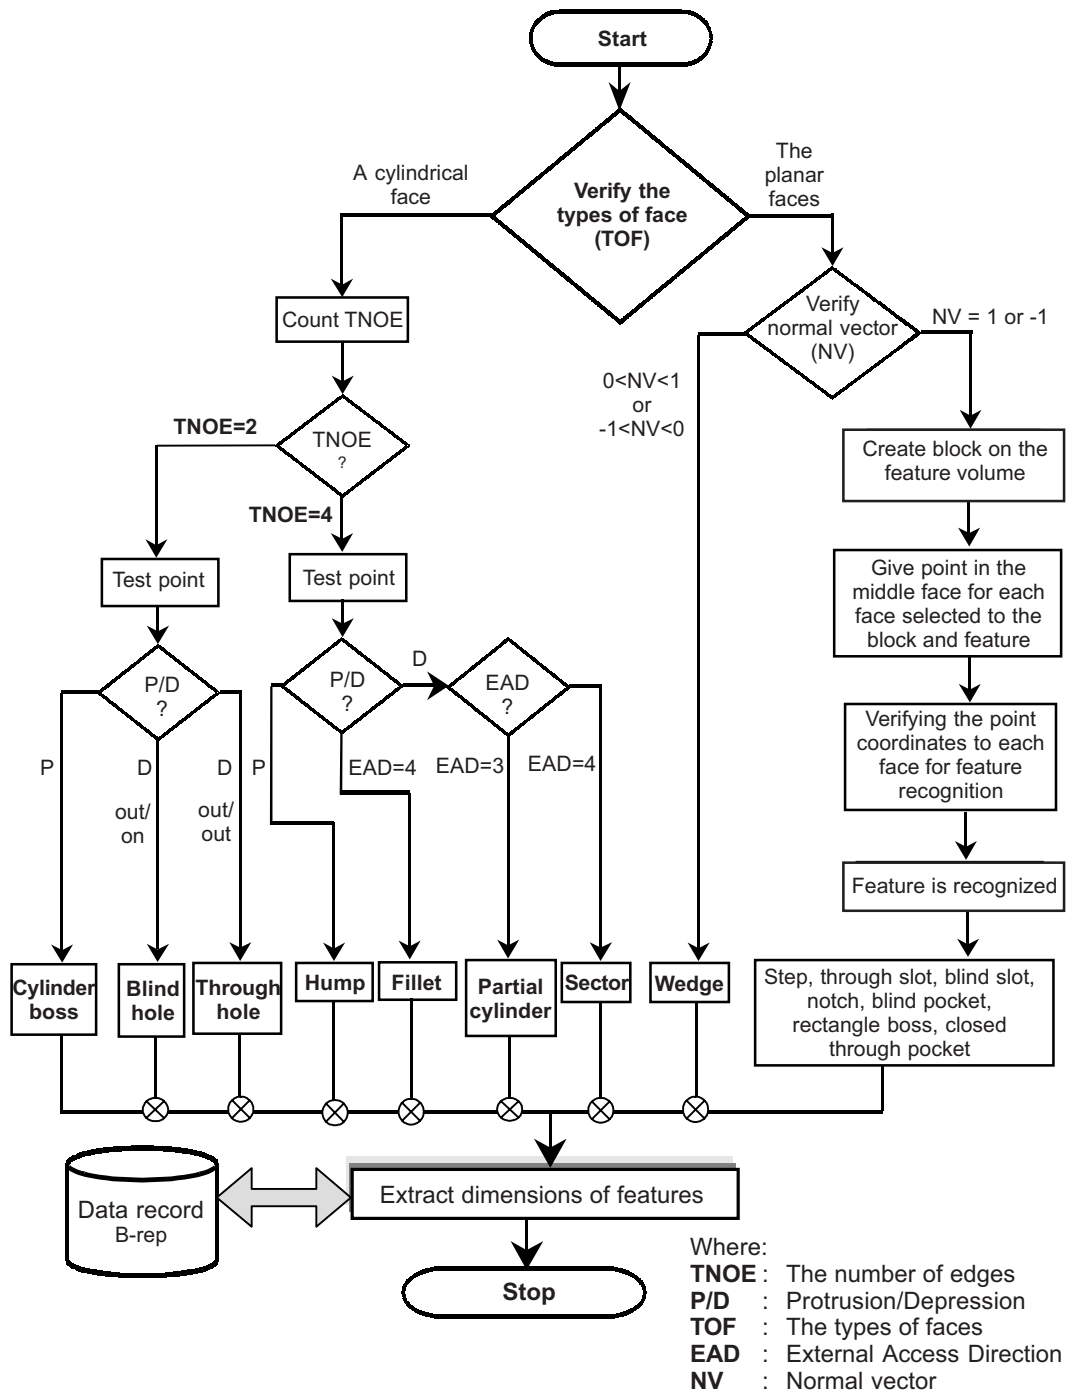 Start
A cylindrical
face
Verify the
types of face
(TOF)
The
planar
faces
Count TNOE
Verify
normal vector
(NV)
NV = 1 or -1
0<NV<1
or
-1<NV<0
TNOE=2
TNOE
?
TNOE=4
Create block on the
feature volume
Test point
Test point
Give point in the
middle face for each
face selected to the
block and feature
P/D
?
P/D
?
D
EAD
?
Verifying the point
coordinates to each
face for feature
recognition
P
D
out/
on
D
out/
out
P
EAD=4
EAD=3
EAD=4
Feature is recognized
Cylinder
boss
Blind
hole
Through
hole
Hump
Fillet
Partial
cylinder
Sector
Wedge
Step, through slot, blind slot,
notch, blind pocket,
rectangle boss, closed
through pocket
Data record
B-rep
Extract dimensions of features
Stop
Where:
TNOE : The number of edges
P/D : Protrusion/Depression
TOF : The types of faces
EAD : External Access Direction
NV : Normal vector